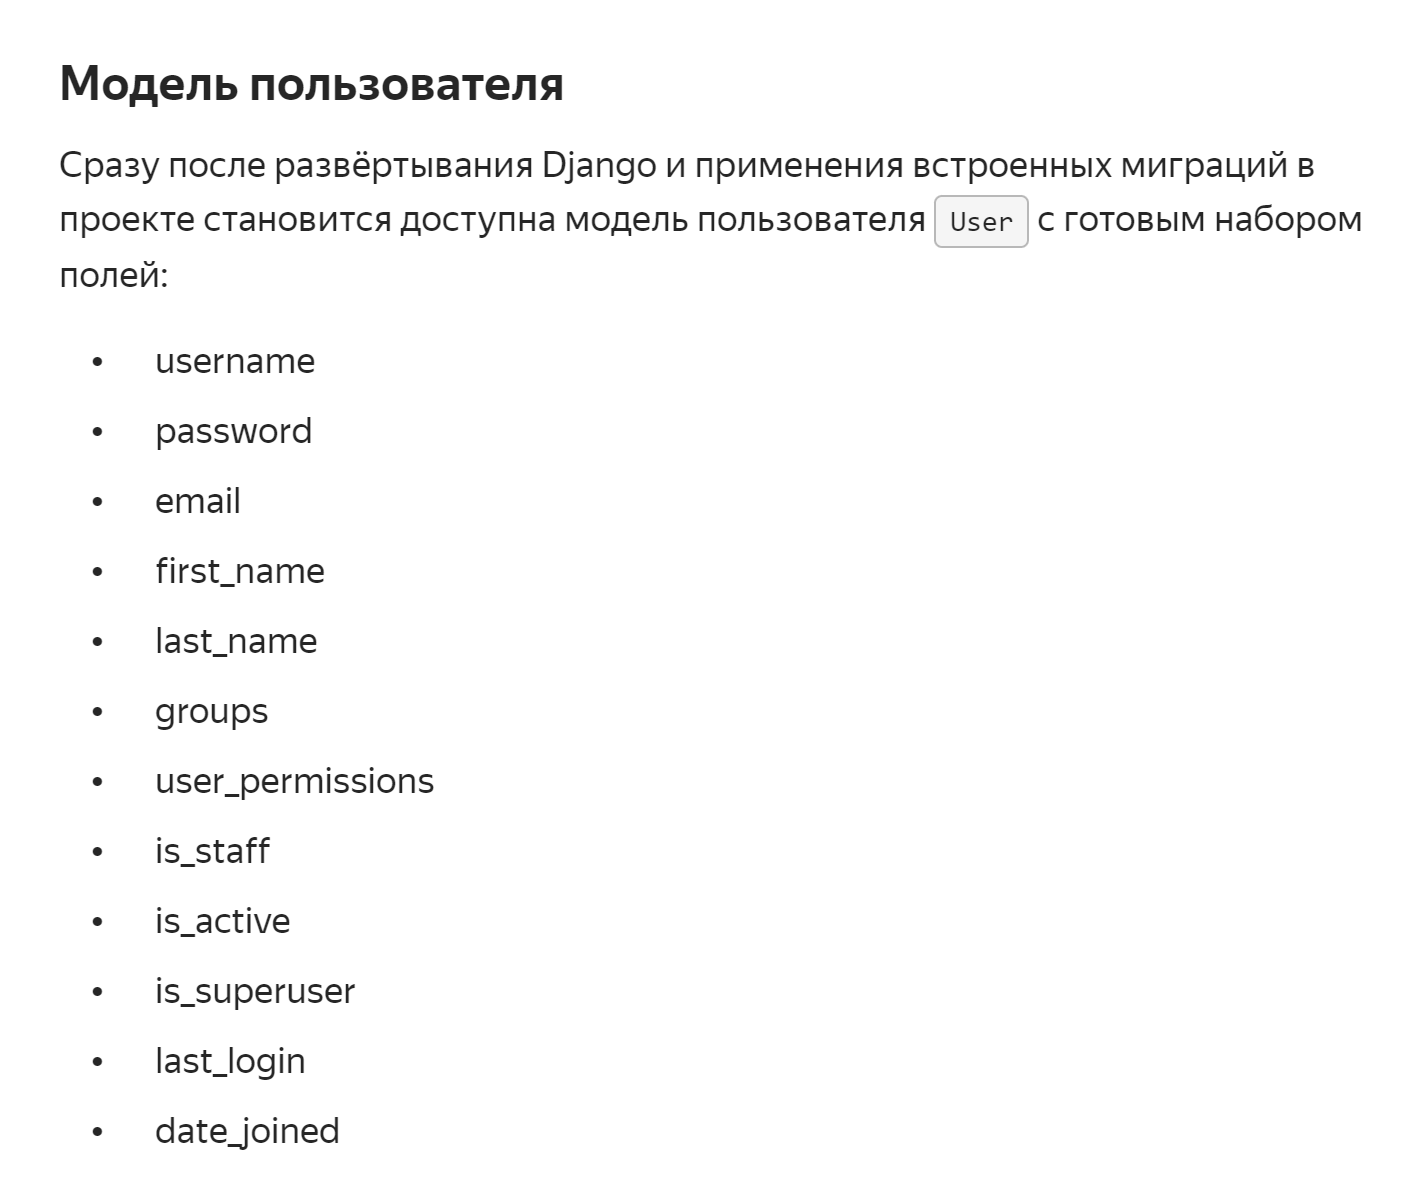 Модель пользователя
Сразу после развёртывания Django и применения встроенных миграций в
проекте становится доступна модель пользователя User с готовым набором
полей:
• username
• password
• email
• first_name
• last_name
• groups
• user_permissions
• is_staff
• is_active
• is_superuser
• last_login
• date_joined